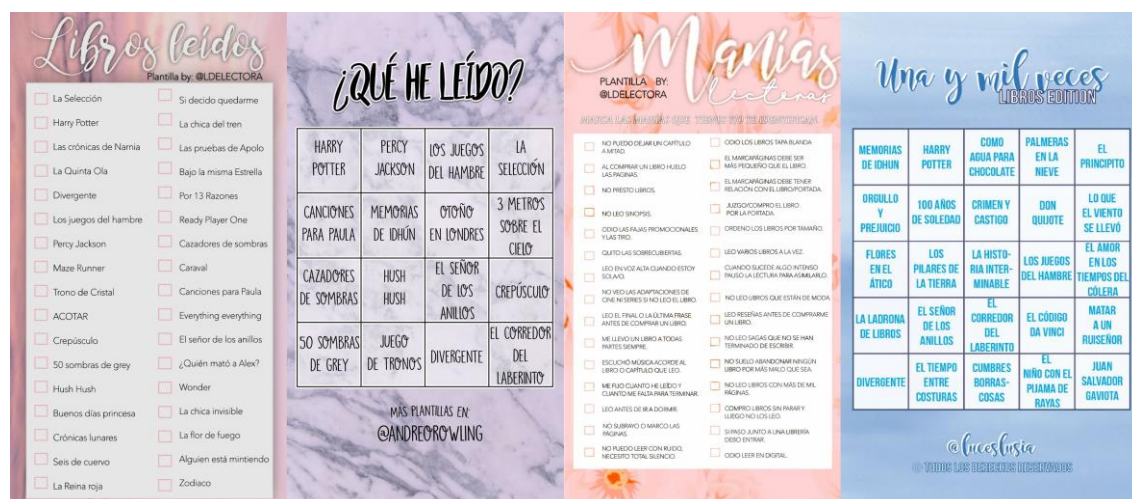 Libros leídos
Plantilla by: @LDELECTORA
La Selección
Harry Potter
Las crónicas de Narnia
La Quinta Ola
Divergente
Los juegos del hambre
Percy Jackson
Maze Runner
Trono de Cristal
ACOTAR
Crepúsculo
50 sombras de grey
Hush Hush
Buenos días princesa
Crónicas lunares
Seis de cuervo
La Reina roja
Si decido quedarme
La chica del tren
Las pruebas de Apolo
Bajo la misma Estrella
Por 13 Razones
Ready Player One
Cazadores de sombras
Caraval
Canciones para Paula
Everything everything
El señor de los anillos
¿Quién mató a Alex?
Wonder
La chica invisible
La flor de fuego
Alguien está mintiendo
Zodiaco
¿QUÉ HE LEÍDO?
HARRY
POTTER
PERCY
JACKSON
LOS JUEGOS
DEL HAMBRE
LA
SELECCIÓN
CANCIONES
PARA PAULA
MEMORIAS
DE IDHÚN
OTOÑO
EN LONDRES
3 METROS
SOBRE EL
CIELO
CAZADORES
DE SOMBRAS
HUSH
HUSH
EL SEÑOR
DE LOS
ANILLOS
CREPÚSCULO
50 SOMBRAS
DE GREY
JUEGO
DE TRONOS
DIVERGENTE
EL CORREDOR
DEL
LABERINTO
MÁS PLANTILLAS EN:
@ANDREOROWLING
Manías
lectoras
PLANTILLA BY:
@LDELECTORA
MARCA LAS MANÍAS QUE TIENES Y/O TE IDENTIFICAN.
NO PUEDO DEJAR UN CAPÍTULO
A MITAD.
AL COMPRAR UN LIBRO HUELO
LAS PAGINAS.
NO PRESTO LIBROS.
NO LEO SINOPSIS.
ODIO LAS FAJAS PROMOCIONALES
Y LAS TIRO.
QUITO LAS SOBRECUBIERTAS.
LEO EN VOZ ALTA CUANDO ESTOY
SOLA/O.
NO VEO LAS ADAPTACIONES DE
CINE NI SERIES SI NO LEO EL LIBRO.
LEO EL FINAL O LA ÚLTIMA FRASE
ANTES DE COMPRAR UN LIBRO.
ME LLEVO UN LIBRO A TODAS
PARTES SIEMPRE.
ESCUCHÓ MÚSICA ACORDE AL
LIBRO O CAPÍTULO QUE LEO.
ME FIJO CUANTO HE LEÍDO Y
CUANTO ME FALTA PARA TERMINAR.
LEO ANTES DE IR A DORMIR.
NO SUBRAYO O MARCO LAS
PÁGINAS.
NO PUEDO LEER CON RUIDO,
NECESITO TOTAL SILENCIO.
ODIO LOS LIBROS TAPA BLANDA
EL MARCAPÁGINAS DEBE SER
MÁS PEQUEÑO QUE EL LIBRO.
EL MARCAPÁGINAS DEBE TENER
RELACIÓN CON EL LIBRO/PORTADA.
JUZGO/COMPRO EL LIBRO
POR LA PORTADA.
ORDENO LOS LIBROS POR TAMAÑO.
LEO VARIOS LIBROS A LA VEZ.
CUANDO SUCEDE ALGO INTENSO
PAUSO LA LECTURA PARA ASIMILARLO.
NO LEO LIBROS QUE ESTÁN DE MODA.
LEO RESEÑAS ANTES DE COMPRARME
UN LIBRO.
NO LEO SAGAS QUE NO SE HAN
TERMINADO DE ESCRIBIR.
NO SUELO ABANDONAR NINGÚN
LIBRO POR MÁS MALO QUE SEA.
NO LEO LIBROS CON MÁS DE MIL
PÁGINAS.
COMPRO LIBROS SIN PARAR Y
LUEGO NO LOS LEO.
SI PASO JUNTO A UNA LIBRERÍA
DEBO ENTRAR.
ODIO LEER EN DIGITAL.
Una y mil veces
LIBROS EDITION
MEMORIAS
DE IDHUN
HARRY
POTTER
COMO
AGUA PARA
CHOCOLATE
PALMERAS
EN LA
NIEVE
EL
PRINCIPITO
ORGULLO
Y
PREJUICIO
100 AÑOS
DE SOLEDAD
CRIMEN Y
CASTIGO
DON
QUIJOTE
LO QUE
EL VIENTO
SE LLEVÓ
FLORES
EN EL
ÁTICO
LOS
PILARES DE
LA TIERRA
LA HISTO-
RIA INTER-
MINABLE
LOS JUEGOS
DEL HAMBRE
EL AMOR
EN LOS
TIEMPOS DEL
CÓLERA
LA LADRONA
DE LIBROS
EL SEÑOR
DE LOS
ANILLOS
EL
CORREDOR
DEL
LABERINTO
EL CÓDIGO
DA VINCI
MATAR
A UN
RUISEÑOR
DIVERGENTE
EL TIEMPO
ENTRE
COSTURAS
CUMBRES
BORRAS-
COSAS
EL
NIÑO CON EL
PIJAMA DE
RAYAS
JUAN
SALVADOR
GAVIOTA
@luceslusia
© TODOS LOS DERECHOS RESERVADOS